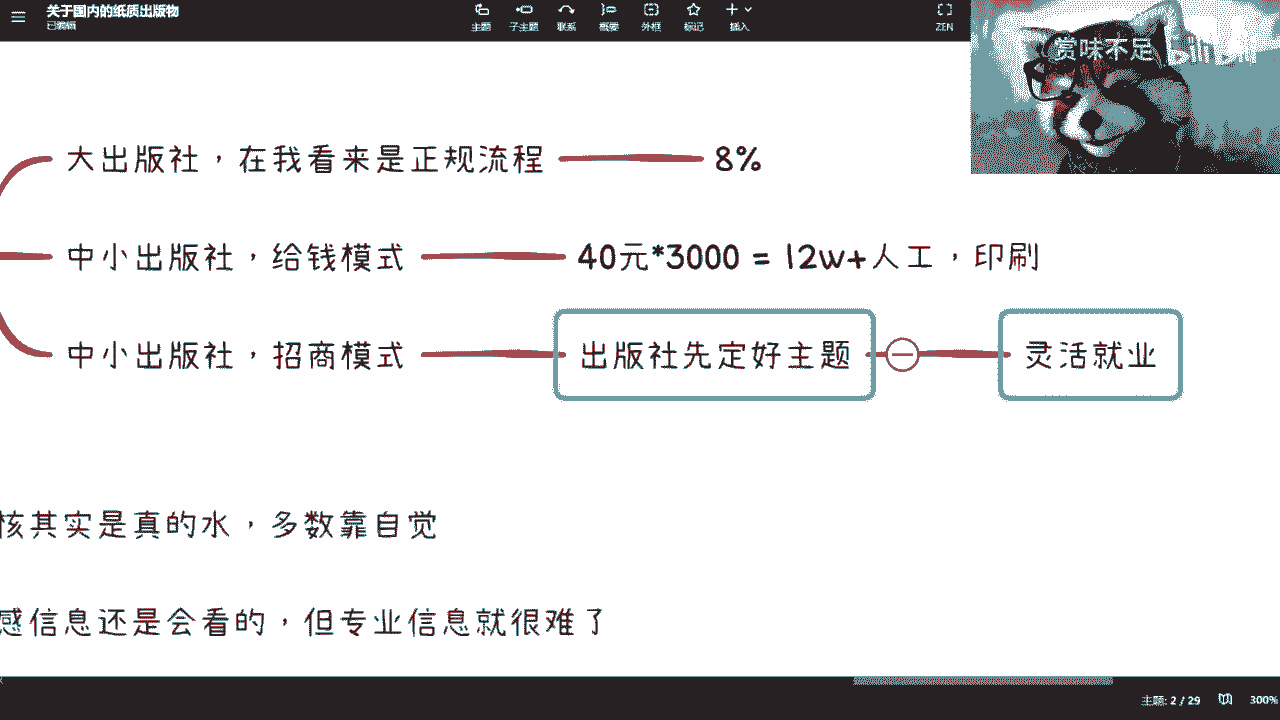 关于国内的纸质出版物
已编辑
主题 子主题 联系 概要 外框 标记 插入 ZEN
赏味不足 bilibili
大出版社，在我看来是正规流程 8%
中小出版社，给钱模式 40元*3000 = 12w+人工，印刷
中小出版社，招商模式 出版社先定好主题 灵活就业
核其实是真的水，多数靠自觉
感信息还是会看的，但专业信息就很难了
主题: 2 / 29 300%